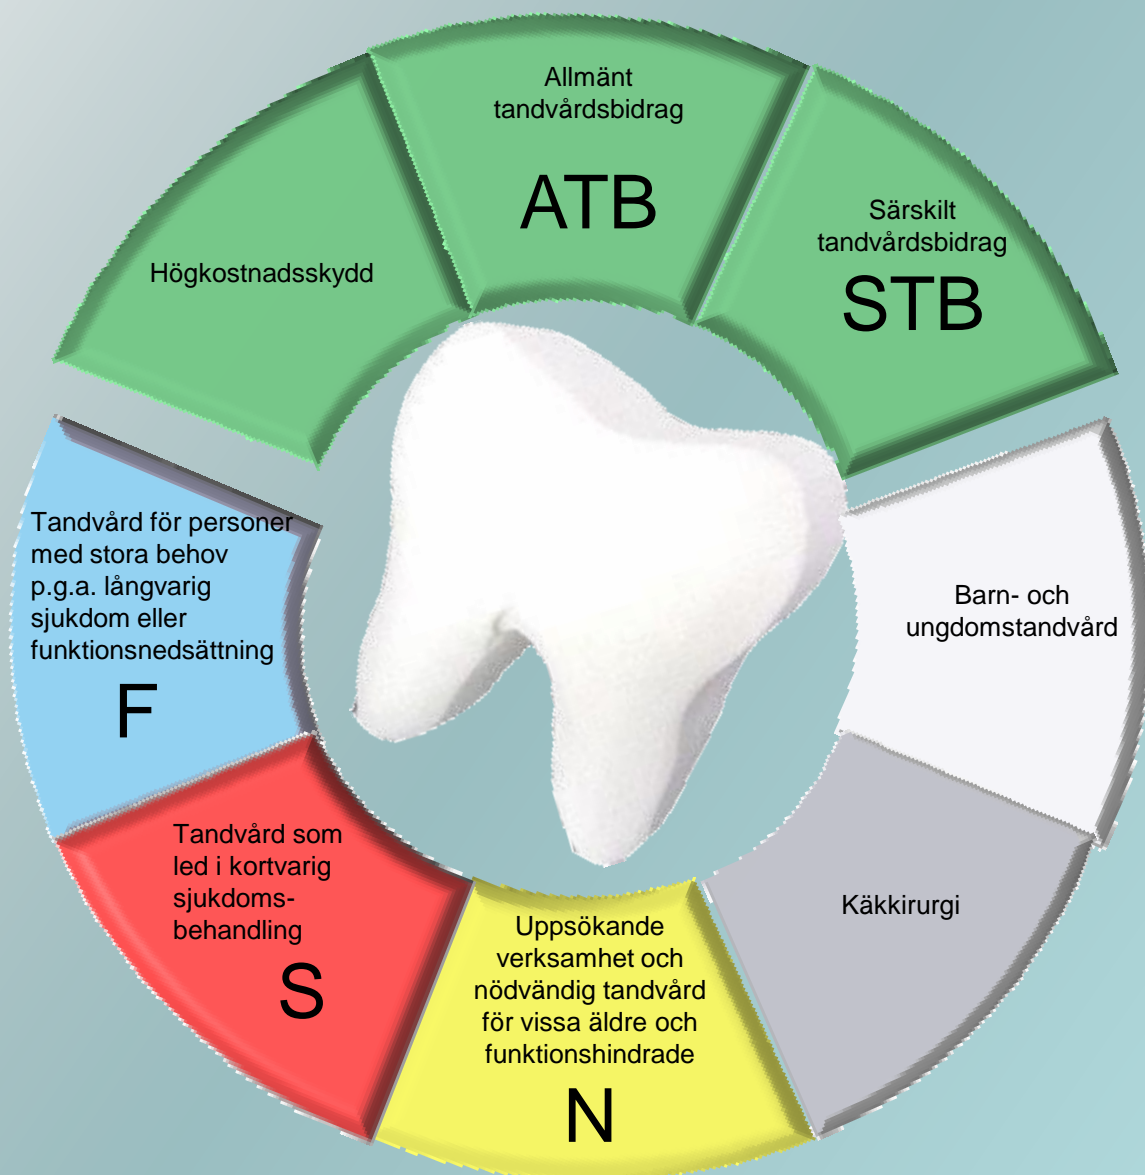 Allmänt
tandvårdsbidrag
ATB
Särskilt
tandvårdsbidrag
STB
Högkostnadsskydd
Tandvård för personer
med stora behov
p.g.a. långvarig
sjukdom eller
funktionsnedsättning
F
Barn- och
ungdomstandvård
Tandvård som
led i kortvarig
sjukdoms-
behandling
S
Käkkirurgi
Uppsökande
verksamhet och
nödvändig tandvård
för vissa äldre och
funktionshindrade
N